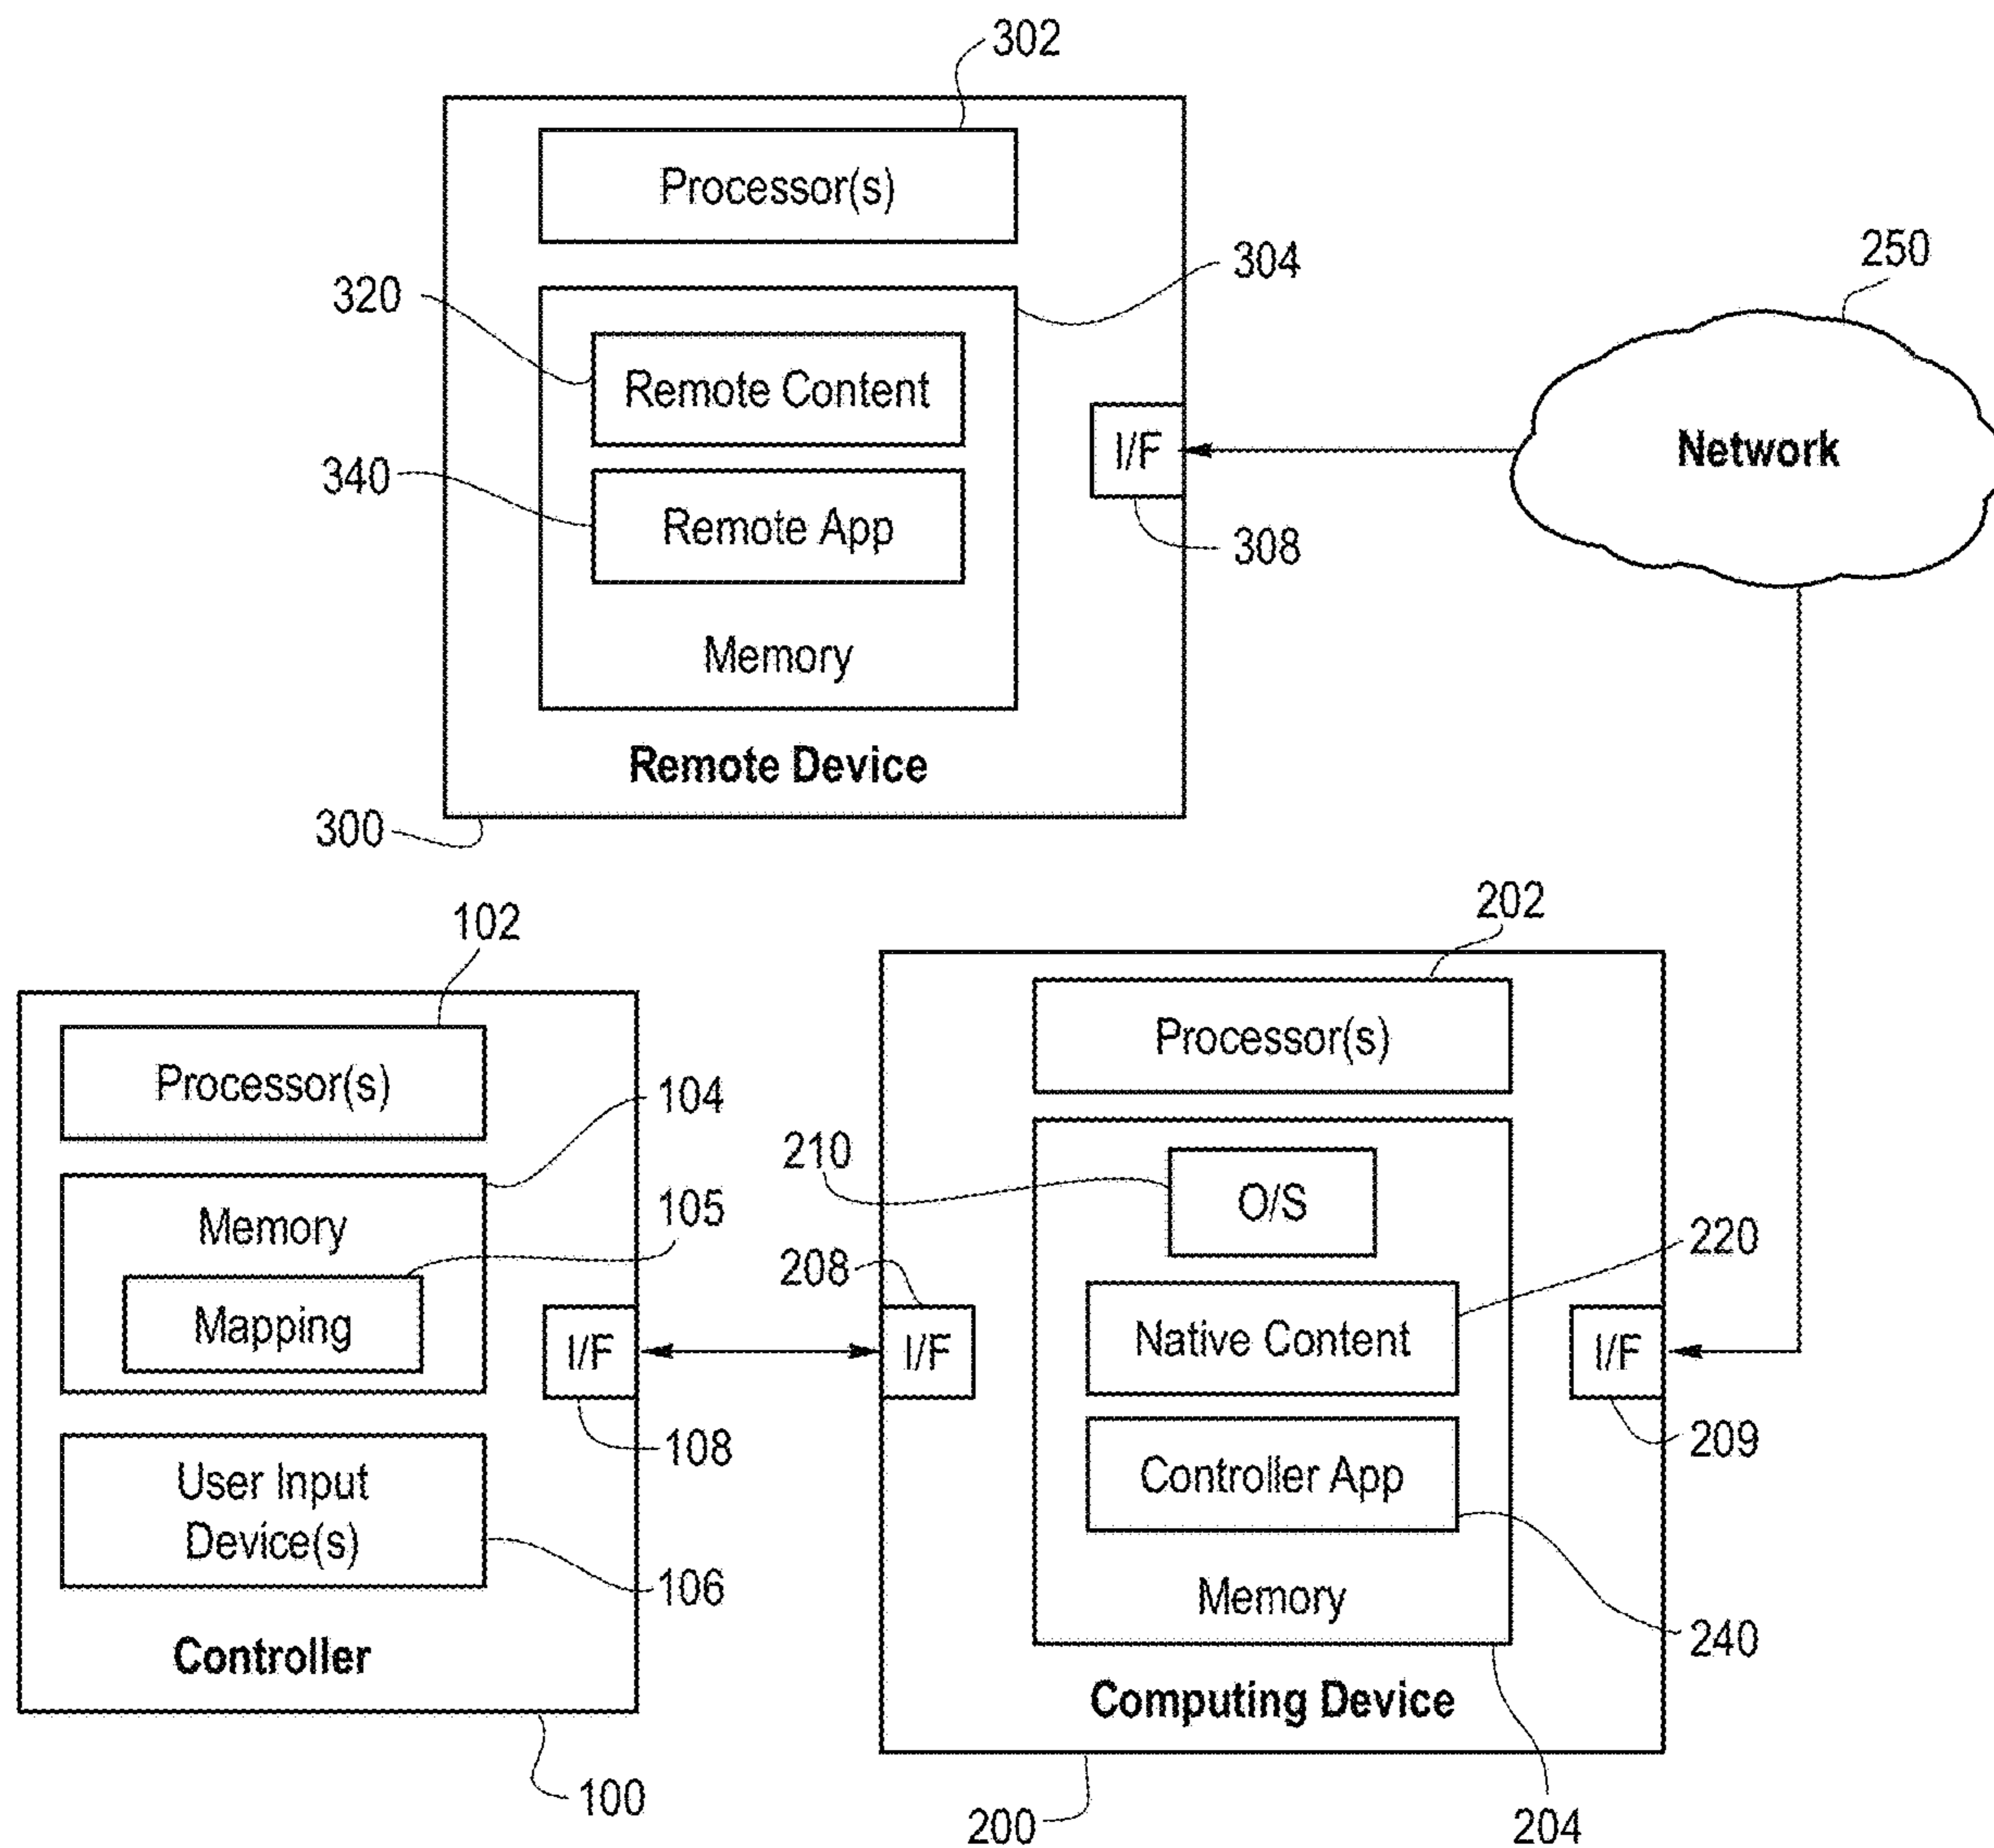 302
Processor(s)
304
320
Remote Content
340
Remote App
Memory
I/F
308
Remote Device
300
250
Network
102
Processor(s)
104
Memory
105
Mapping
I/F
108
User Input
Device(s)
106
Controller
100
202
Processor(s)
210
O/S
208
I/F
220
Native Content
I/F
209
Controller App
240
Memory
Computing Device
200
204